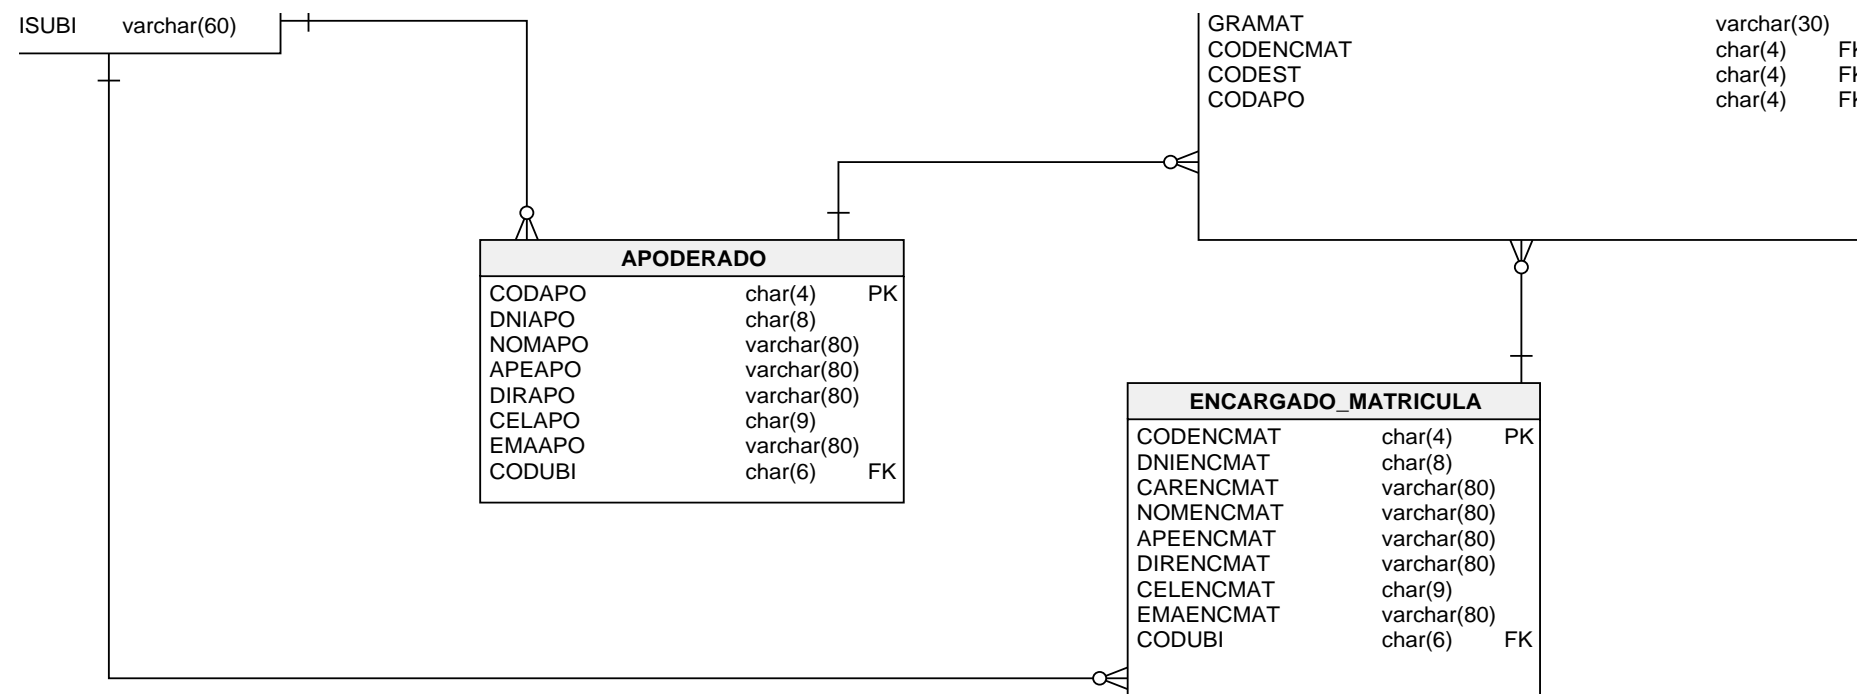 ISUBI varchar(60)
GRAMAT varchar(30)
CODENCMAT char(4) FK
CODEST char(4) FK
CODAPO char(4) FK
APODERADO
CODAPO char(4) PK
DNIAPO char(8)
NOMAPO varchar(80)
APEAPO varchar(80)
DIRAPO varchar(80)
CELAPO char(9)
EMAAPO varchar(80)
CODUBI char(6) FK
ENCARGADO_MATRICULA
CODENCMAT char(4) PK
DNIENCMAT char(8)
CARENCMAT varchar(80)
NOMENCMAT varchar(80)
APEENCMAT varchar(80)
DIRENCMAT varchar(80)
CELENCMAT char(9)
EMAENCMAT varchar(80)
CODUBI char(6) FK